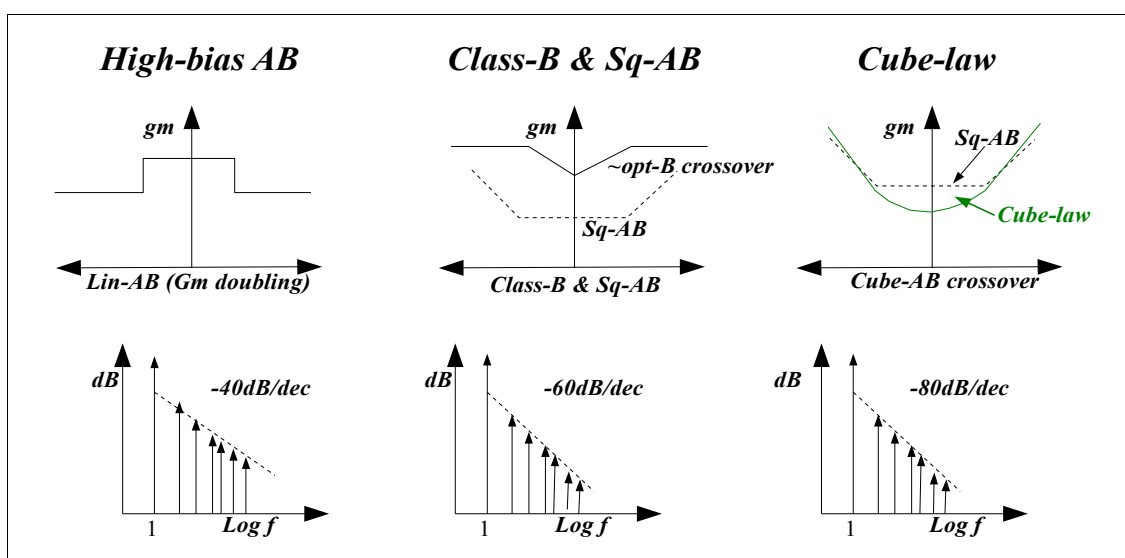 High-bias AB
Class-B & Sq-AB
Cube-law
gm
gm
gm
Sq-AB
~opt-B crossover
Cube-law
Sq-AB
Lin-AB (Gm doubling)
Class-B & Sq-AB
Cube-AB crossover
dB
-40dB/dec
dB
-60dB/dec
dB
-80dB/dec
1
Log f
1
Log f
1
Log f